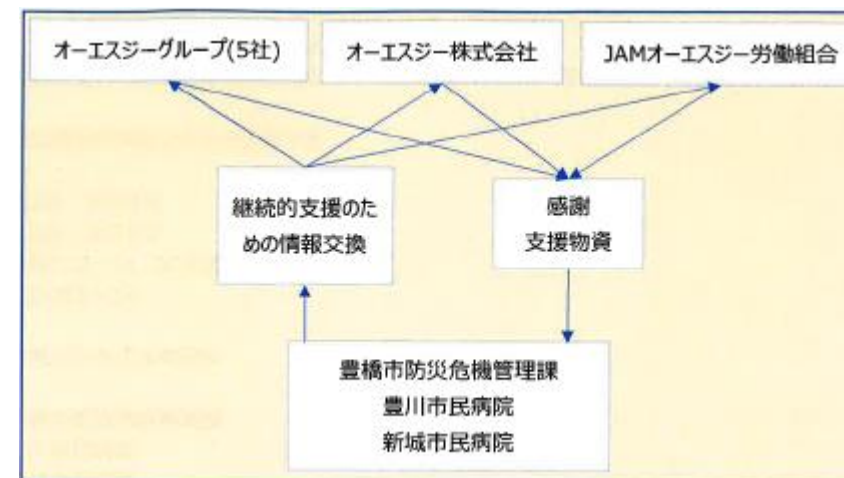 オーエスジーグループ(5社)
オーエスジー株式会社
JAMオーエスジー労働組合
継続的支援のた
めの情報交換
感謝
支援物資
豊橋市防災危機管理課
豊川市民病院
新城市民病院